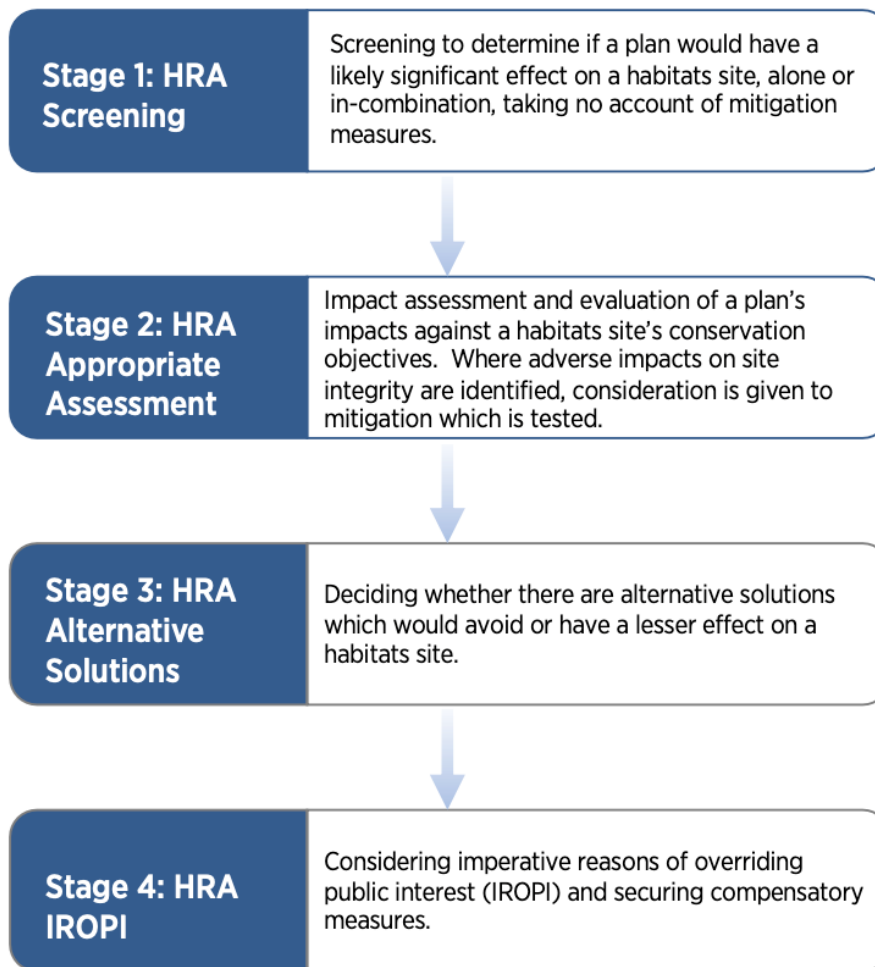 Stage 1: HRA
Screening
Screening to determine if a plan would have a
likely significant effect on a habitats site, alone or
in-combination, taking no account of mitigation
measures.
Stage 2: HRA
Appropriate
Assessment
Impact assessment and evaluation of a plan's
impacts against a habitats site's conservation
objectives.  Where adverse impacts on site
integrity are identified, consideration is given to
mitigation which is tested.
Stage 3: HRA
Alternative
Solutions
Deciding whether there are alternative solutions
which would avoid or have a lesser effect on a
habitats site.
Stage 4: HRA
IROPI
Considering imperative reasons of overriding
public interest (IROPI) and securing compensatory
measures.